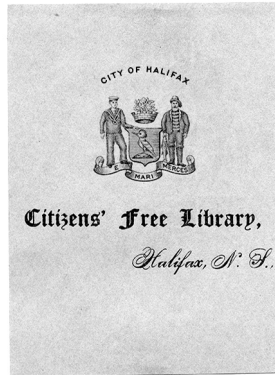 CITY OF HALIFAX
E MARI MERCES
Citizens' Free Library,
Halifax, N. S.,